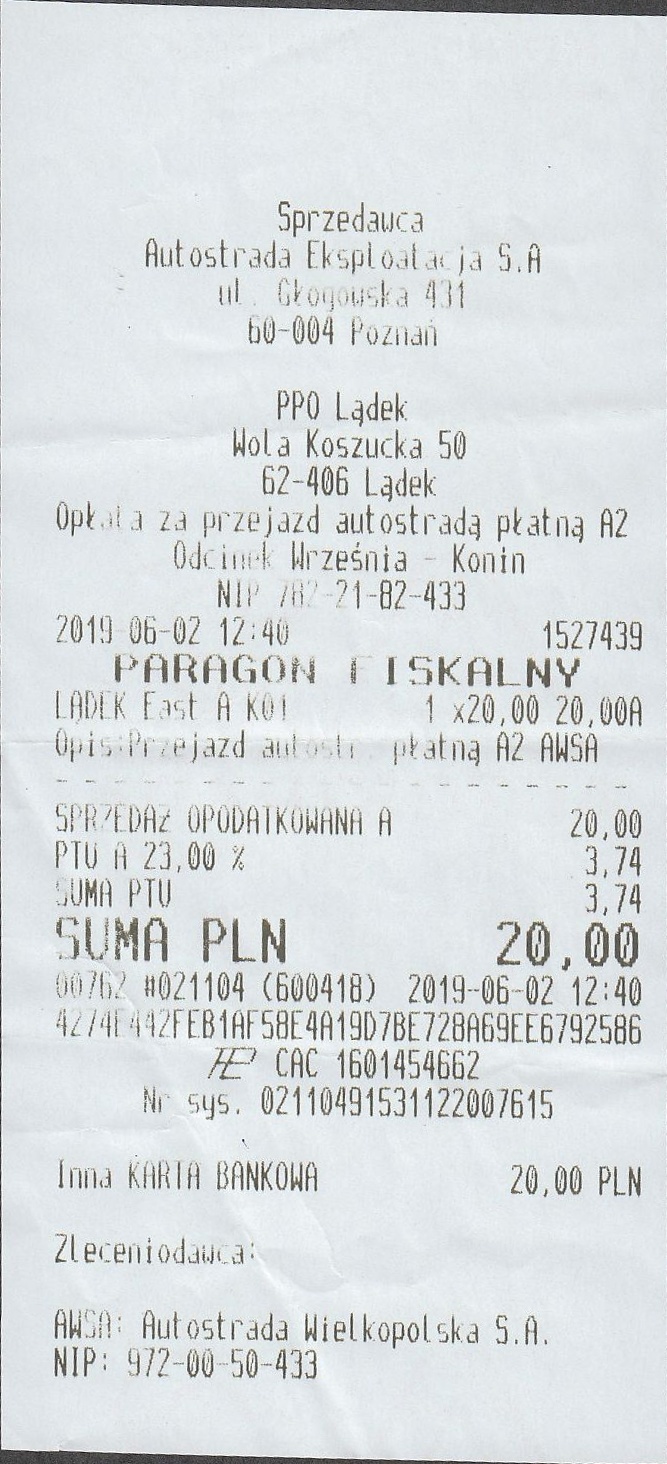 Sprzedawca
Autostrada Eksploatacja S.A
ul. Głogowska 431
60-004 Poznań
PPO Lądek
Wola Koszucka 50
62-406 Lądek
Opłata za przejazd autostradą płatną A2
Odcinek Września - Konin
NIP 782-21-82-433
2019-06-02 12:40 1527439
PARAGON FISKALNY
LĄDEK East A K01 1 x20,00 20,00A
Opis:Przejazd autostr. płatną A2 AWSA
SPRZEDAŻ OPODATKOWANA A 20,00
PTU A 23,00 % 3,74
SUMA PTU 3,74
SUMA PLN 20,00
00762 #021104 (600418) 2019-06-02 12:40
4274E442FEB1AF58E4A19D7BE728A69EE6792586
CAC 1601454662
Nr sys. 02110491531122007615
Inna KARTA BANKOWA 20,00 PLN
Zleceniodawca:
AWSA: Autostrada Wielkopolska S.A.
NIP: 972-00-50-433